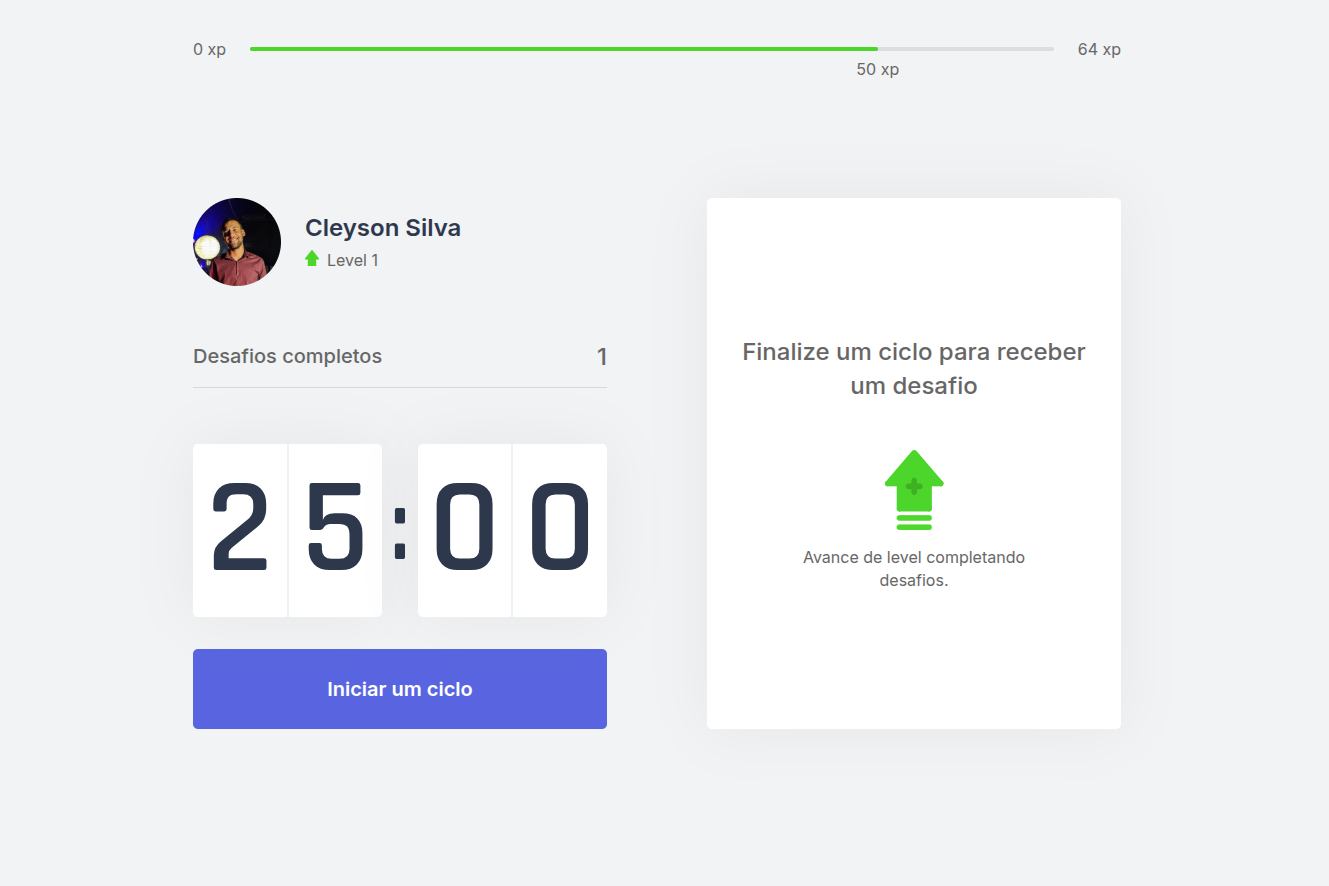 0 xp
64 xp
50 xp
Cleyson Silva
Level 1
Desafios completos
1
25:00
Iniciar um ciclo
Finalize um ciclo para receber
um desafio
Avance de level completando
desafios.